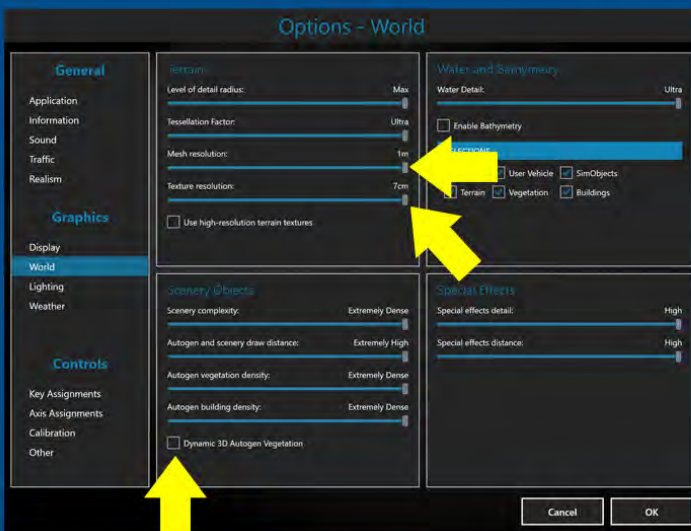 Options - World
General
Application
Information
Sound
Traffic
Realism
Graphics
Display
World
Lighting
Weather
Controls
Key Assignments
Axis Assignments
Calibration
Other
Terrain
Level of detail radius: Max
Tessellation Factor: Ultra
Mesh resolution: 1m
Texture resolution: 7cm
Use high-resolution terrain textures
Water and Bathymetry
Water Detail: Ultra
Enable Bathymetry
User Vehicle SimObjects
Terrain Vegetation Buildings
Scenery Objects
Scenery complexity: Extremely Dense
Autogen and scenery draw distance: Extremely High
Autogen vegetation density: Extremely Dense
Autogen building density: Extremely Dense
Dynamic 3D Autogen Vegetation
Special Effects
Special effects detail: High
Special effects distance: High
Cancel OK